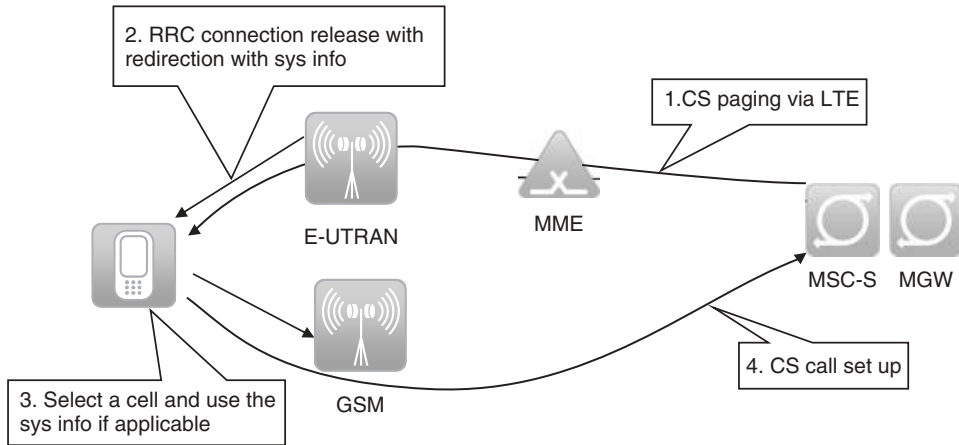 2. RRC connection release with
redirection with sys info
1.CS paging via LTE
E-UTRAN
MME
MSC-S
MGW
GSM
4. CS call set up
3. Select a cell and use the
sys info if applicable